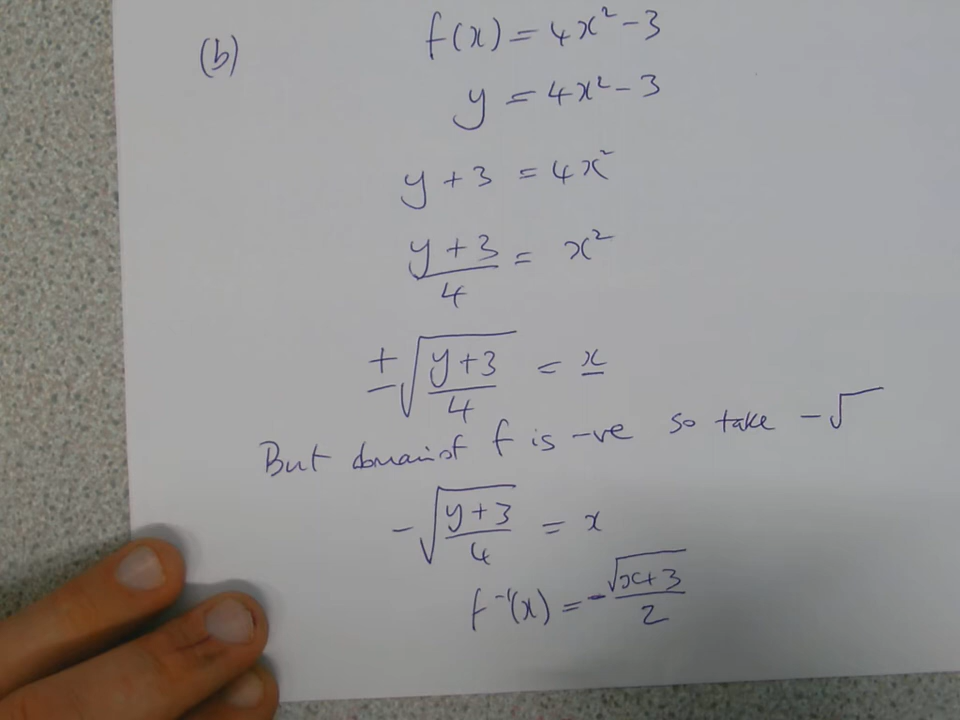 (b) f(x) = 4x² - 3
y = 4x² - 3
y + 3 = 4x²
(y + 3)/4 = x²
±√((y + 3)/4) = x
But domain of f is -ve so take -√
-√((y + 3)/4) = x
f⁻¹(x) = -√(x + 3)/2